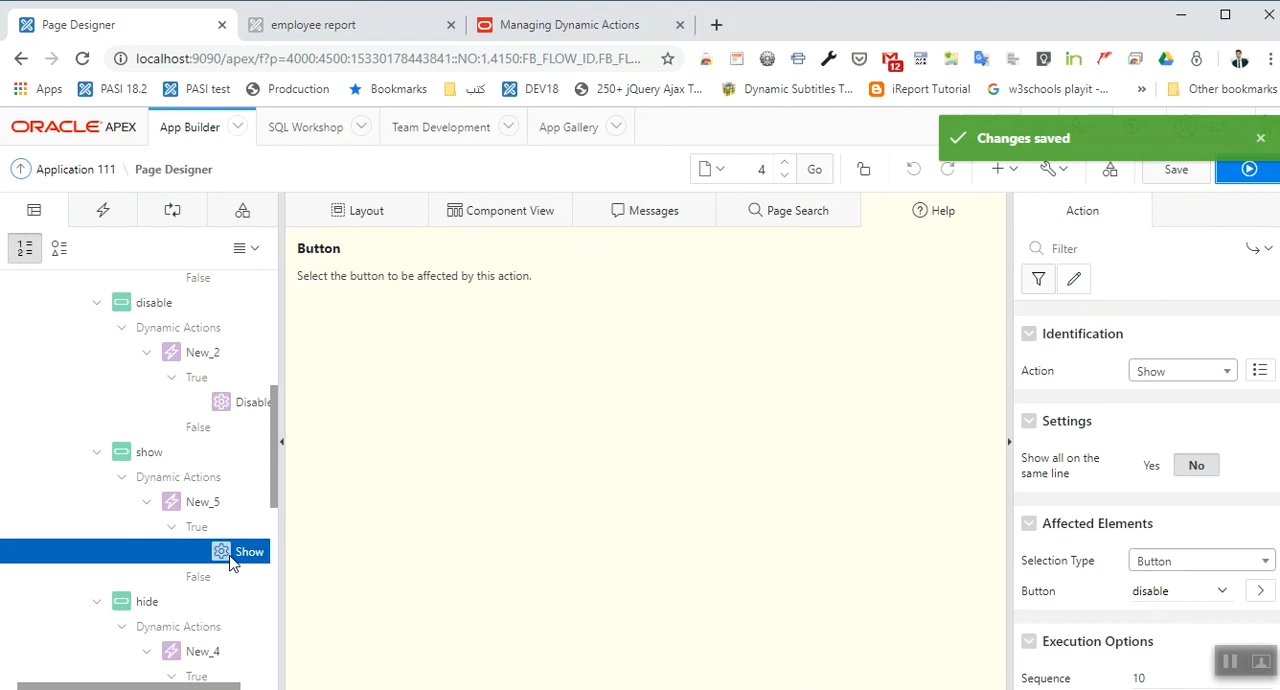 Page Designer
employee report
Managing Dynamic Actions
localhost:9090/apex/f?p=4000:4500:15330178443841::NO:1,4150:FB_FLOW_ID,FB_FL...
12
Apps
PASI 18.2
PASI test
Production
Bookmarks
كتب
DEV18
250+ jQuery Ajax T...
Dynamic Subtitles T...
iReport Tutorial
w3schools playit -...
»
Other bookmarks
ORACLE APEX
App Builder
SQL Workshop
Team Development
App Gallery
Changes saved
Application 111 \ Page Designer
4
Go
Save
Layout
Component View
Messages
Page Search
Help
Action
Button
Select the button to be affected by this action.
False
disable
Dynamic Actions
New_2
True
Disable
False
show
Dynamic Actions
New_5
True
Show
False
hide
Dynamic Actions
New_4
True
Filter
Identification
Action
Show
Settings
Show all on the same line
Yes
No
Affected Elements
Selection Type
Button
Button
disable
Execution Options
Sequence
10